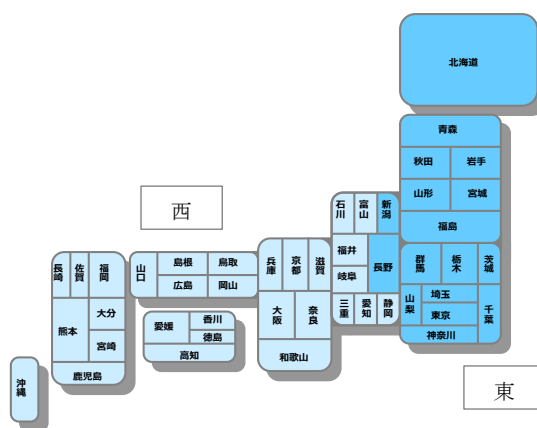 北海道
青森
秋田
岩手
山形
宮城
福島
西
石川
富山
新潟
群馬
栃木
茨城
長崎
佐賀
福岡
山口
島根
鳥取
兵庫
京都
滋賀
福井
長野
広島
岡山
岐阜
山梨
埼玉
千葉
三重
愛知
静岡
東京
神奈川
熊本
大分
愛媛
香川
徳島
大阪
奈良
宮崎
高知
和歌山
鹿児島
沖縄
東